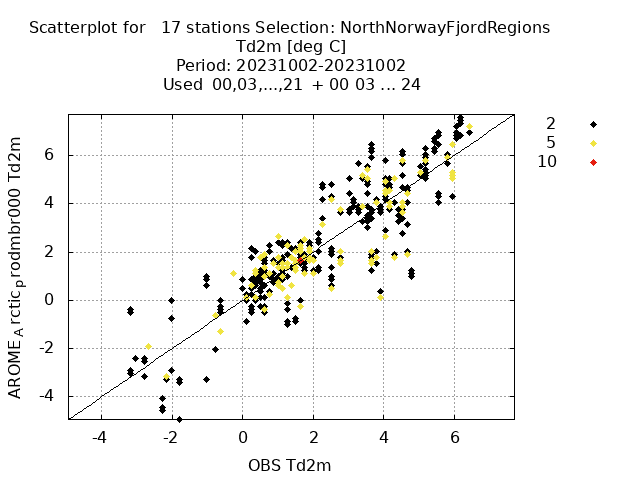 Scatterplot for   17 stations Selection: NorthNorwayFjordRegions
Td2m [deg C]
Period: 20231002-20231002
Used  00,03,...,21  + 00 03 ... 24
2
5
10
6
4
2
0
-2
-4
AROME_Arctic_prodmbr000 Td2m
-4
-2
0
2
4
6
OBS Td2m